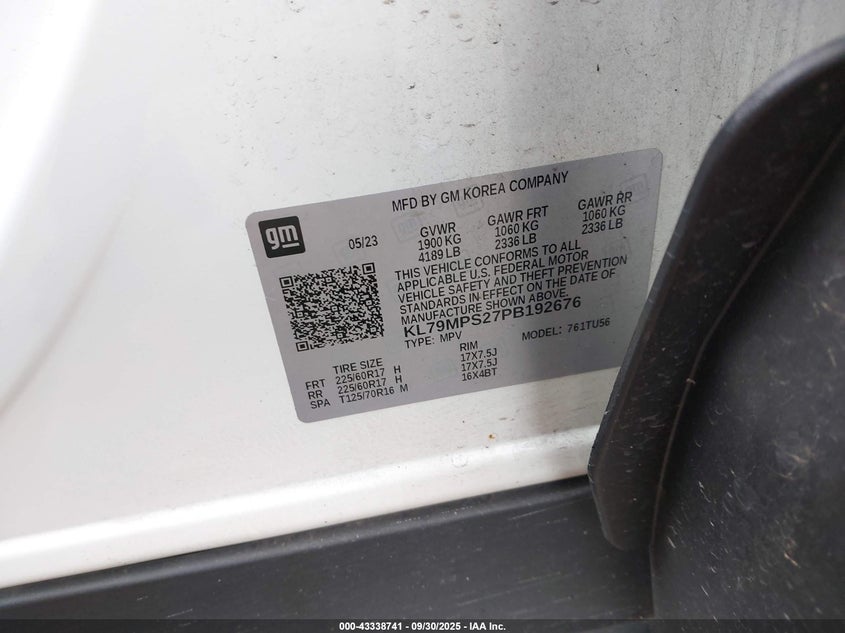 MFD BY GM KOREA COMPANY
gm
05/23
GVWR GAWR FRT GAWR RR
1900 KG 1060 KG 1060 KG
4189 LB 2336 LB 2336 LB
THIS VEHICLE CONFORMS TO ALL
APPLICABLE U.S. FEDERAL MOTOR
VEHICLE SAFETY AND THEFT PREVENTION
STANDARDS IN EFFECT ON THE DATE OF
MANUFACTURE SHOWN ABOVE.
KL79MPS27PB192676
TYPE: MPV MODEL: 761TU56
TIRE SIZE RIM
FRT 225/60R17 H 17X7.5J
RR 225/60R17 H 17X7.5J
SPA T125/70R16 M 16X4BT
000-43338741 - 09/30/2025 - IAA Inc.